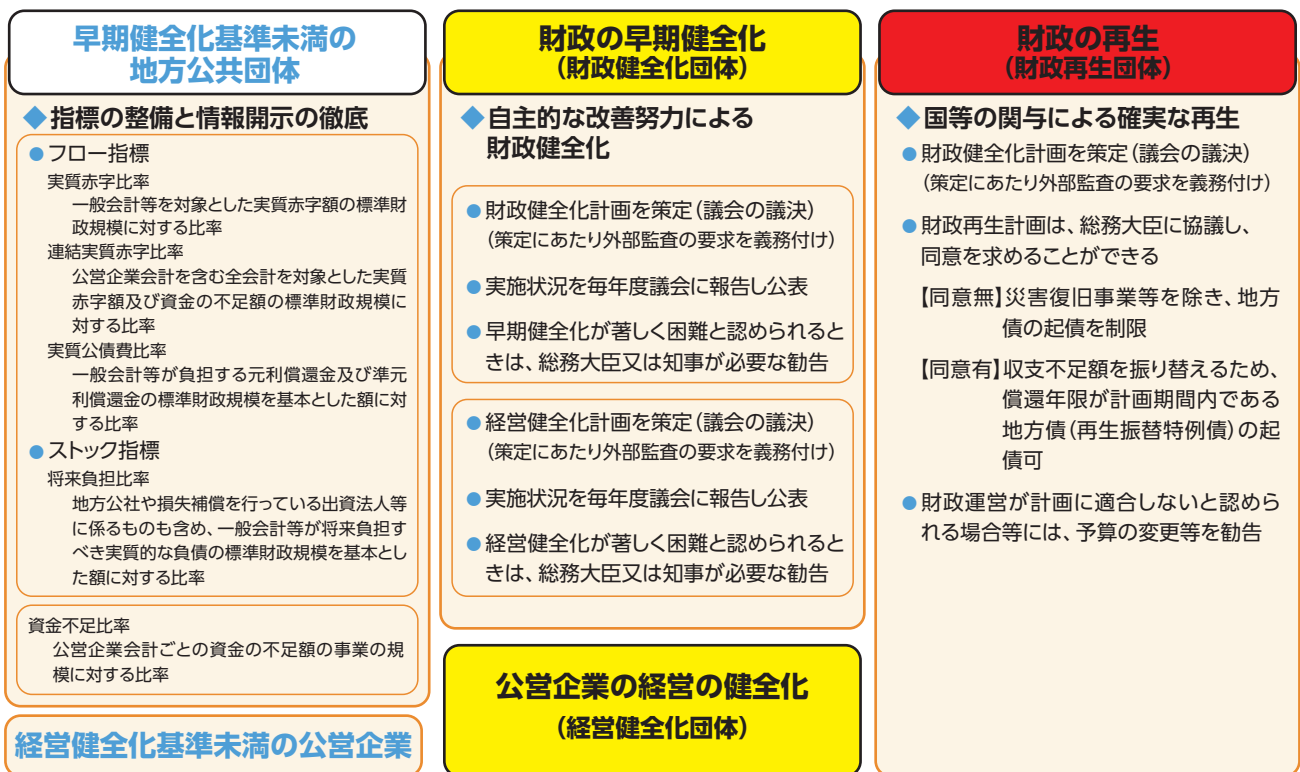 早期健全化基準未満の
地方公共団体
◆指標の整備と情報開示の徹底
●フロー指標
実質赤字比率
一般会計等を対象とした実質赤字額の標準財
政規模に対する比率
連結実質赤字比率
公営企業会計を含む全会計を対象とした実質
赤字額及び資金の不足額の標準財政規模に
対する比率
実質公債費比率
一般会計等が負担する元利償還金及び準元
利償還金の標準財政規模を基本とした額に対
する比率
●ストック指標
将来負担比率
地方公社や損失補償を行っている出資法人等
に係るものも含め、一般会計等が将来負担す
べき実質的な負債の標準財政規模を基本とし
た額に対する比率
資金不足比率
公営企業会計ごとの資金の不足額の事業の規
模に対する比率
経営健全化基準未満の公営企業
財政の早期健全化
(財政健全化団体)
◆自主的な改善努力による
財政健全化
●財政健全化計画を策定(議会の議決)
(策定にあたり外部監査の要求を義務付け)
●実施状況を毎年度議会に報告し公表
●早期健全化が著しく困難と認められると
きは、総務大臣又は知事が必要な勧告
●経営健全化計画を策定(議会の議決)
(策定にあたり外部監査の要求を義務付け)
●実施状況を毎年度議会に報告し公表
●経営健全化が著しく困難と認められると
きは、総務大臣又は知事が必要な勧告
公営企業の経営の健全化
(経営健全化団体)
財政の再生
(財政再生団体)
◆国等の関与による確実な再生
●財政健全化計画を策定(議会の議決)
(策定にあたり外部監査の要求を義務付け)
●財政再生計画は、総務大臣に協議し、
同意を求めることができる
【同意無】災害復旧事業等を除き、地方
債の起債を制限
【同意有】収支不足額を振り替えるため、
償還年限が計画期間内である
地方債(再生振替特例債)の起
債可
●財政運営が計画に適合しないと認めら
れる場合等には、予算の変更等を勧告